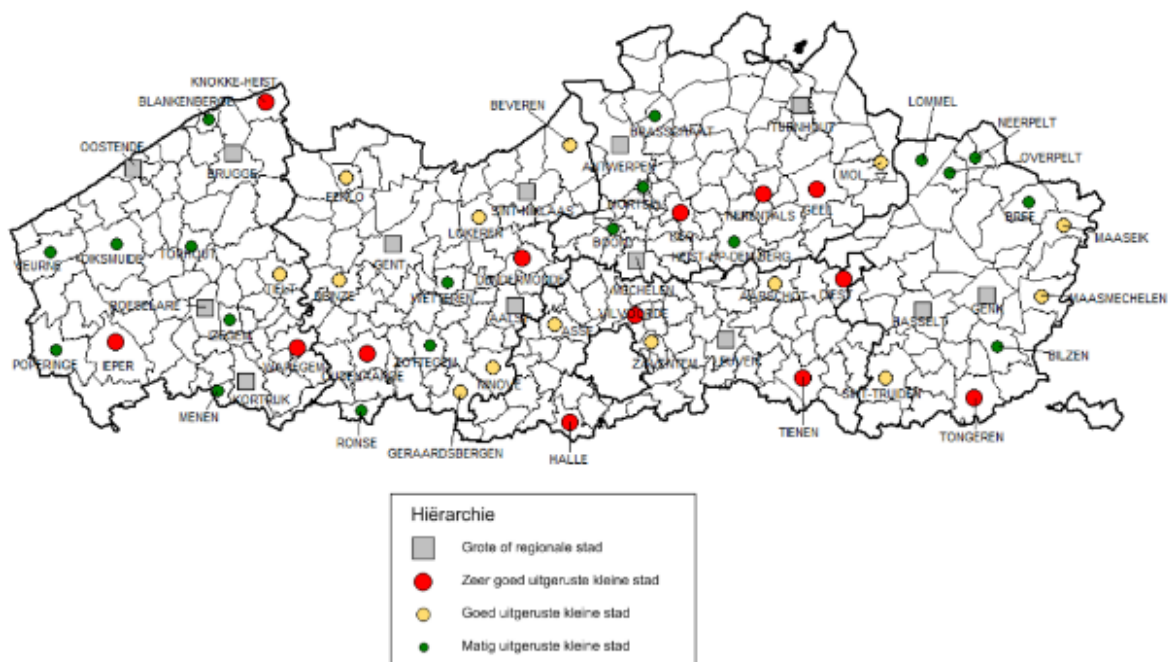 KNOKKE-HEIST
BLANKENBERGE
BEVEREN
LOMMEL
NEERPELT
BRASSCHAAT
TURNHOUT
OOSTENDE
OVERPELT
BRUGGE
ANTWERPEN
MOL
EEKLO
MORTSEL
SINT-NIKLAAS
HERENTALS
GEEL
BREE
LOKEREN
LIER
MAASEIK
BOOM
HEIST-OP-DEN-BERG
VEURNE
DIKSMUIDE
TORHOUT
GENT
DENDERMONDE
MECHELEN
TIELT
DEINZE
WETTEREN
AARSCHOT
DIEST
MAASMECHELEN
ROESELARE
AALST
VILVOORDE
GENK
HASSELT
IZEGEM
ASSE
POPERINGE
IEPER
WAREGEM
OUDENAARDE
ZOTTEGEM
ZAVENTEM
LEUVEN
BILZEN
NINOVE
SINT-TRUIDEN
KORTRIJK
MENEN
RONSE
GERAARDSBERGEN
HALLE
TIENEN
TONGEREN
Hiërarchie
Grote of regionale stad
Zeer goed uitgeruste kleine stad
Goed uitgeruste kleine stad
Matig uitgeruste kleine stad